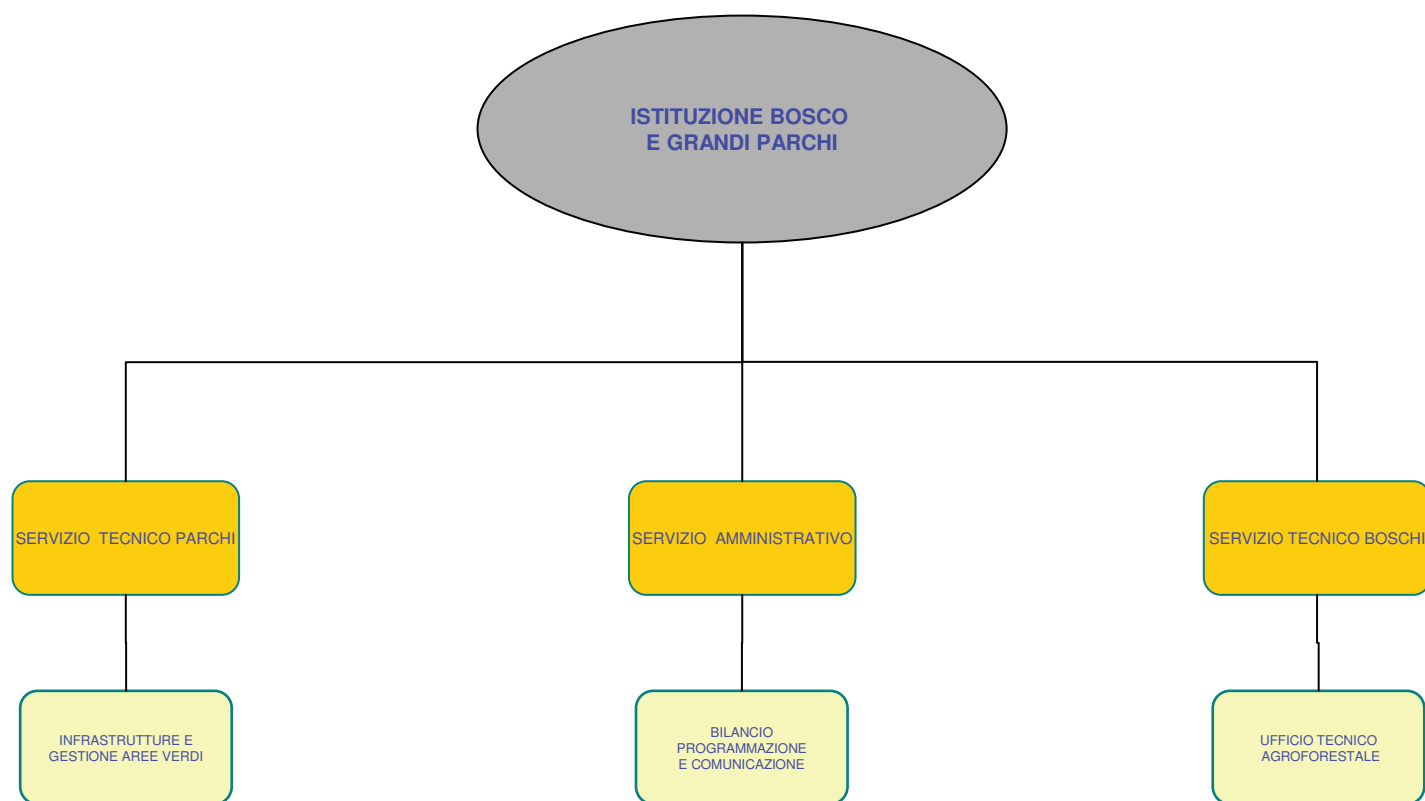 ISTITUZIONE BOSCO
E GRANDI PARCHI
SERVIZIO TECNICO PARCHI
SERVIZIO AMMINISTRATIVO
SERVIZIO TECNICO BOSCHI
INFRASTRUTTURE E
GESTIONE AREE VERDI
BILANCIO
PROGRAMMAZIONE
E COMUNICAZIONE
UFFICIO TECNICO
AGROFORESTALE